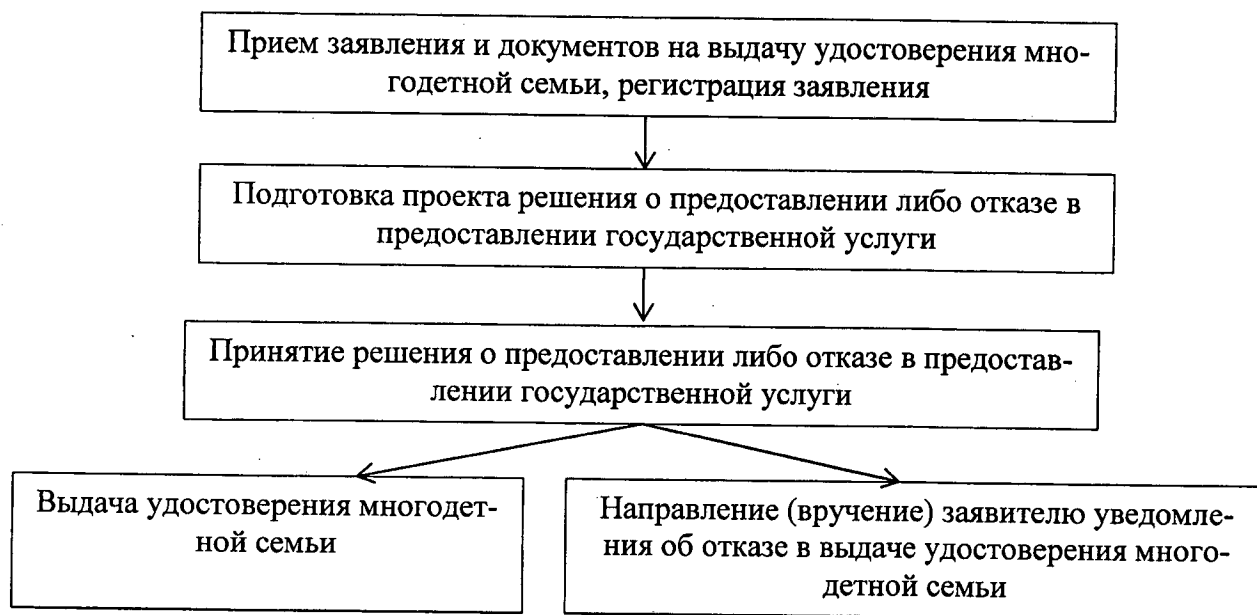 Прием заявления и документов на выдачу удостоверения мно-
годетной семьи, регистрация заявления
Подготовка проекта решения о предоставлении либо отказе в
предоставлении государственной услуги
Принятие решения о предоставлении либо отказе в предостав-
лении государственной услуги
Выдача удостоверения многодет-
ной семьи
Направление (вручение) заявителю уведомле-
ния об отказе в выдаче удостоверения много-
детной семьи